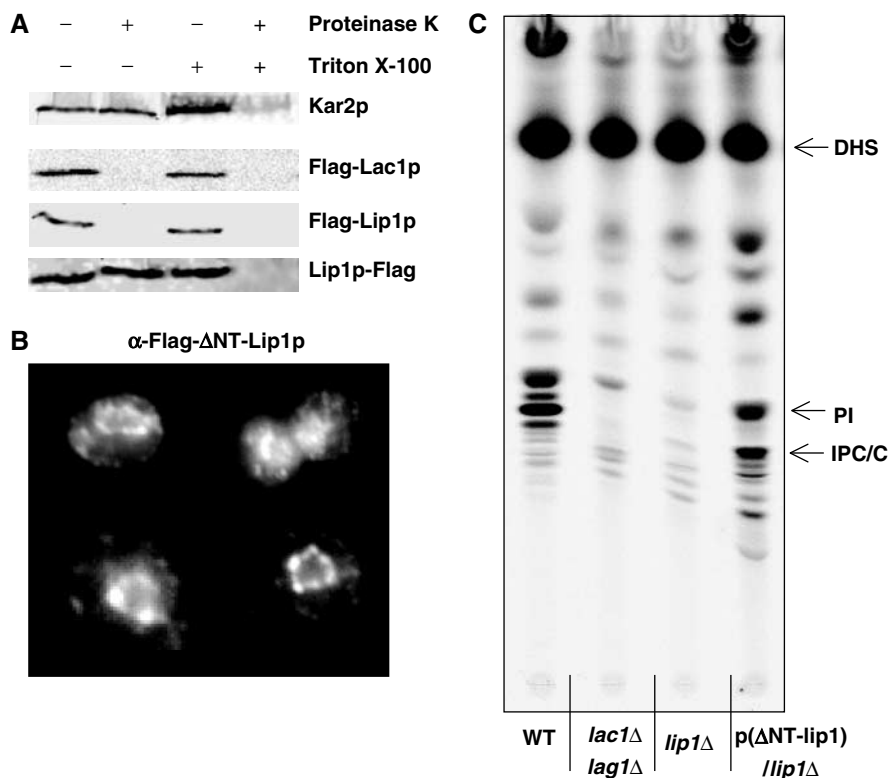 A
– + – + Proteinase K
– – + + Triton X-100
Kar2p
Flag-Lac1p
Flag-Lip1p
Lip1p-Flag
B
α-Flag-ΔNT-Lip1p
C
DHS
PI
IPC/C
WT
lac1Δ
lag1Δ
lip1Δ
p(ΔNT-lip1)
/lip1Δ